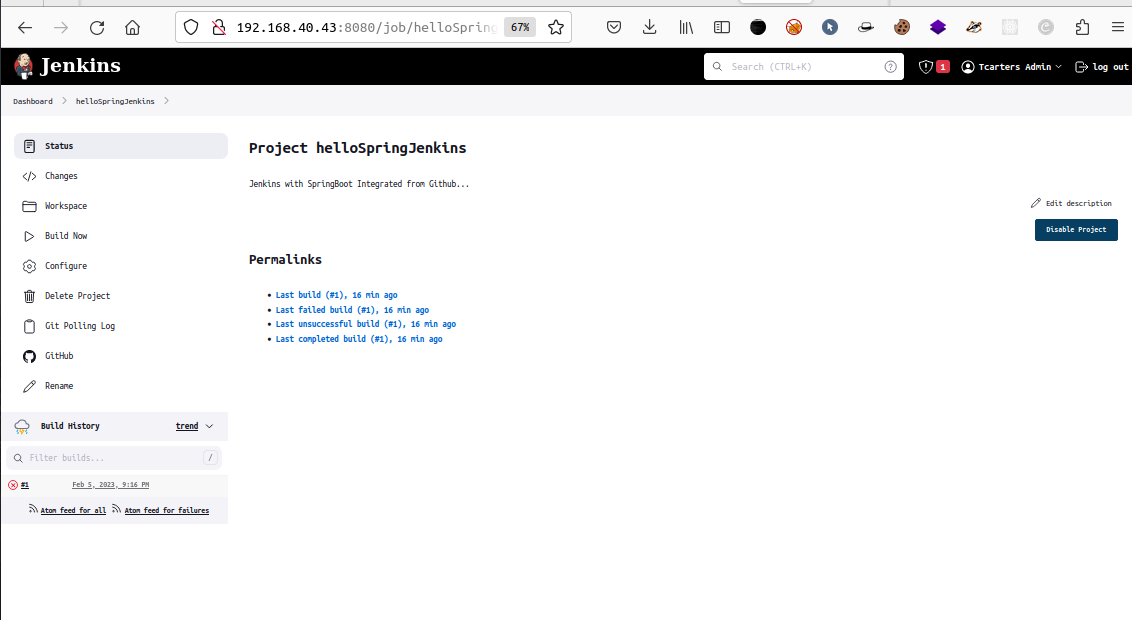 192.168.40.43:8080/job/helloSpring
67%
Jenkins
Search (CTRL+K)
?
1
Tcarters Admin
log out
Dashboard
helloSpringJenkins
Status
Changes
Workspace
Build Now
Configure
Delete Project
Git Polling Log
GitHub
Rename
Build History
trend
Filter builds...
/
#1
Feb 5, 2023, 9:16 PM
Atom feed for all
Atom feed for failures
Project helloSpringJenkins
Jenkins with SpringBoot Integrated from Github...
Edit description
Disable Project
Permalinks
• Last build (#1), 16 min ago
• Last failed build (#1), 16 min ago
• Last unsuccessful build (#1), 16 min ago
• Last completed build (#1), 16 min ago